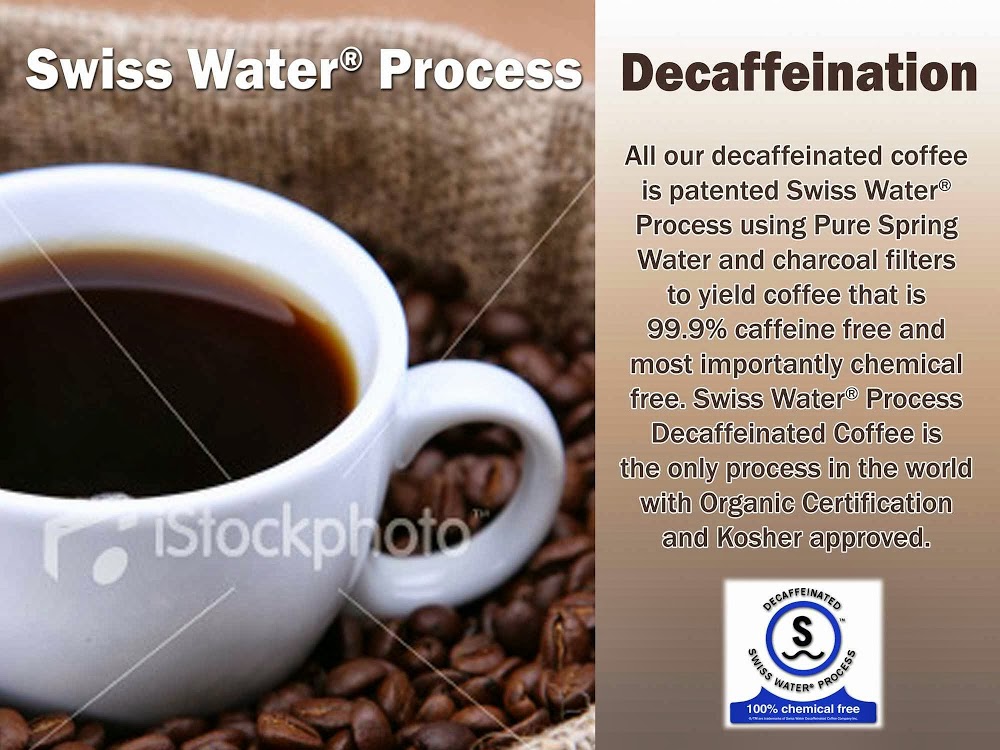 Swiss Water® Process
Decaffeination
All our decaffeinated coffee
is patented Swiss Water®
Process using Pure Spring
Water and charcoal filters
to yield coffee that is
99.9% caffeine free and
most importantly chemical
free. Swiss Water® Process
Decaffeinated Coffee is
the only process in the world
with Organic Certification
and Kosher approved.
iStockphoto™
DECAFFEINATED™
S
SWISS WATER® PROCESS
100% chemical free